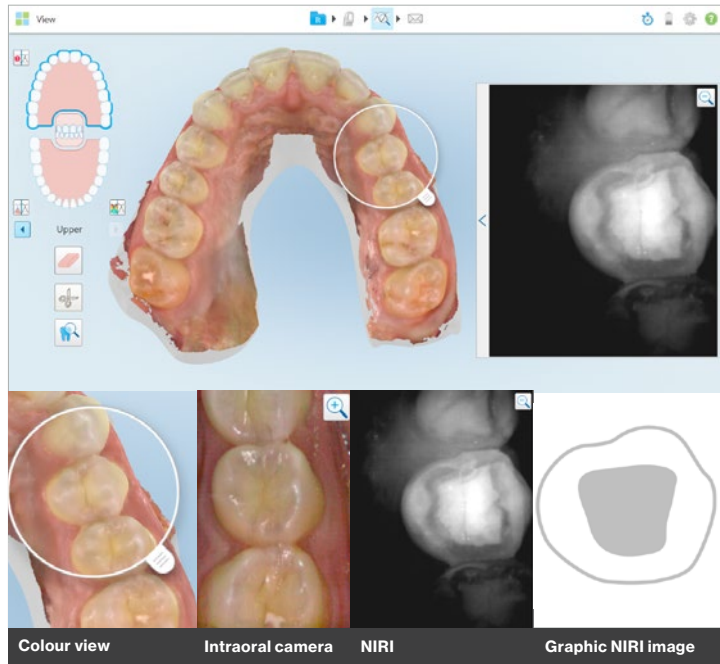 View
Upper
Colour view
Intraoral camera
NIRI
Graphic NIRI image